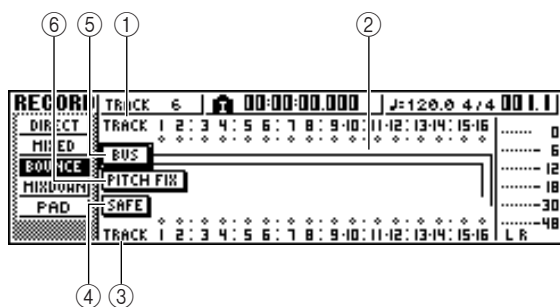 ⑥ ⑤ ① ②
RECORD TRACK 6 00:00:00.000 ♩=120.0 4/4 001.1
DIRECT
MIXED
BOUNCE
MIXDOWN
PAD
TRACK 1 2 3 4 5 6 7 8 9·10 11·12 13·14 15·16
BUS
PITCH FIX
SAFE
TRACK 1 2 3 4 5 6 7 8 9·10 11·12 13·14 15·16
0
6
12
18
30
48
L R
④ ③